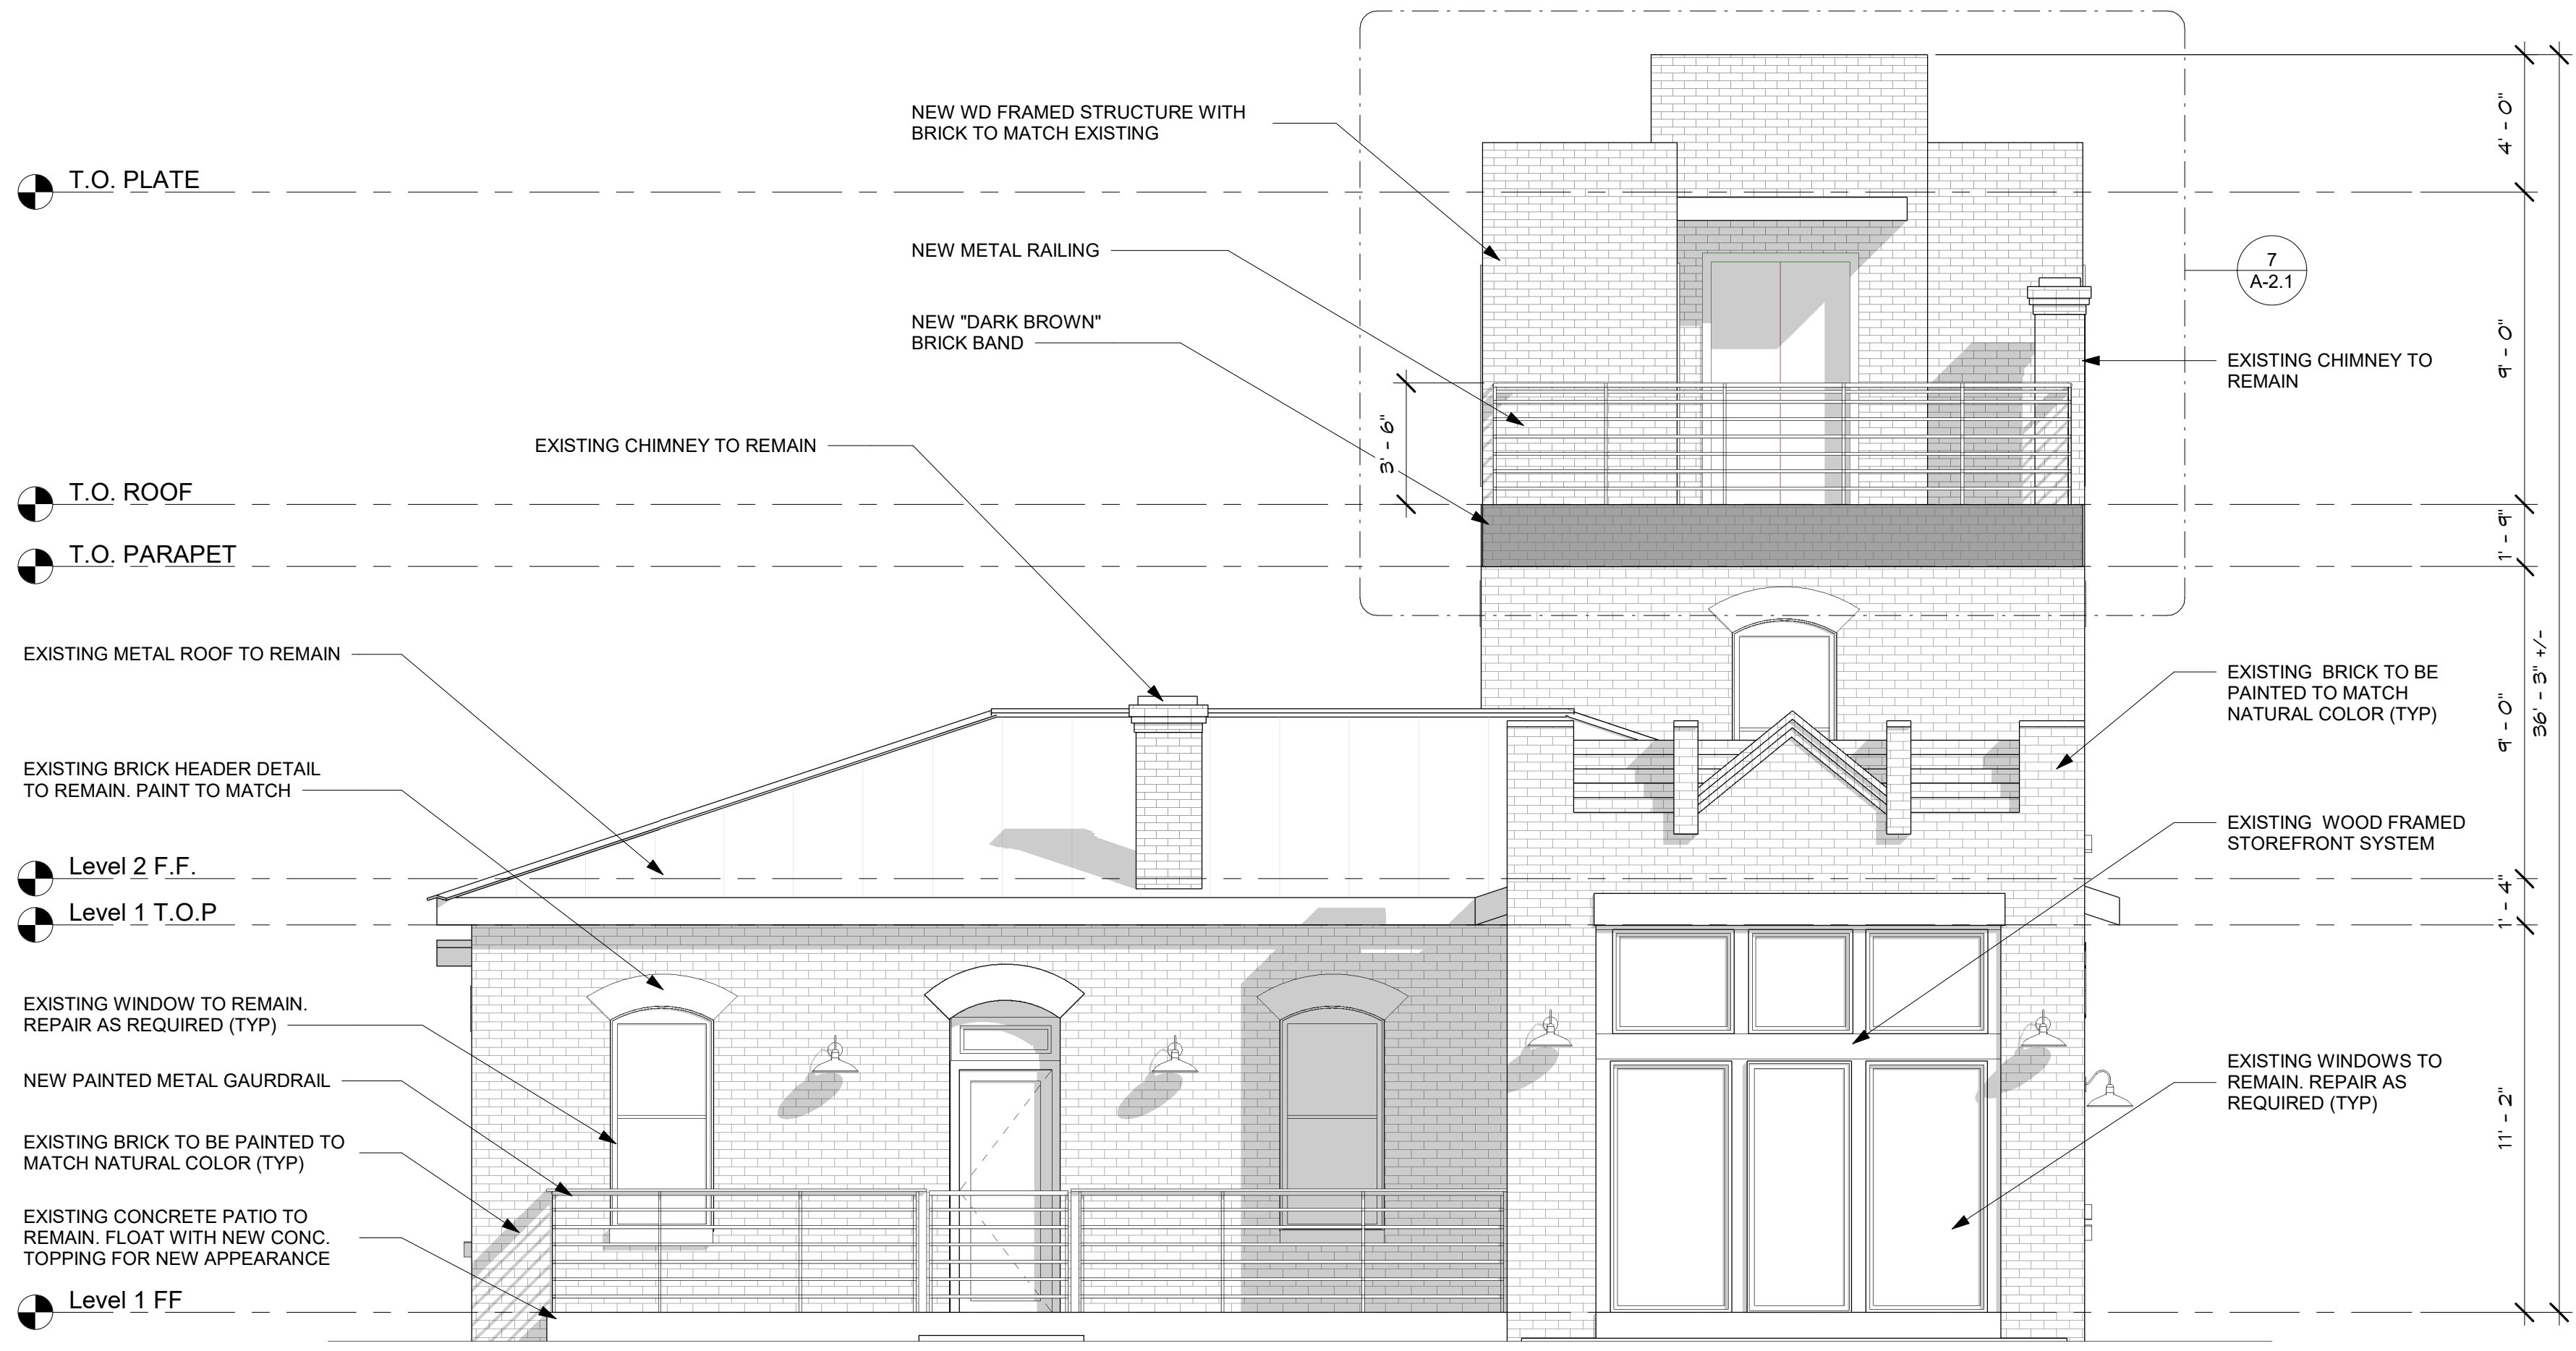 NEW WD FRAMED STRUCTURE WITH
BRICK TO MATCH EXISTING
T.O. PLATE
NEW METAL RAILING
NEW "DARK BROWN"
BRICK BAND
EXISTING CHIMNEY TO REMAIN
T.O. ROOF
T.O. PARAPET
EXISTING METAL ROOF TO REMAIN
EXISTING BRICK HEADER DETAIL
TO REMAIN. PAINT TO MATCH
Level 2 F.F.
Level 1 T.O.P
EXISTING WINDOW TO REMAIN.
REPAIR AS REQUIRED (TYP)
NEW PAINTED METAL GAURDRAIL
EXISTING BRICK TO BE PAINTED TO
MATCH NATURAL COLOR (TYP)
EXISTING CONCRETE PATIO TO
REMAIN. FLOAT WITH NEW CONC.
TOPPING FOR NEW APPEARANCE
Level 1 FF
3' - 6"
7
A-2.1
EXISTING CHIMNEY TO
REMAIN
EXISTING BRICK TO BE
PAINTED TO MATCH
NATURAL COLOR (TYP)
EXISTING WOOD FRAMED
STOREFRONT SYSTEM
EXISTING WINDOWS TO
REMAIN. REPAIR AS
REQUIRED (TYP)
4' - 0"
9' - 0"
1' - 9"
9' - 0"
1' - 4"
11' - 2"
36' - 3" +/-